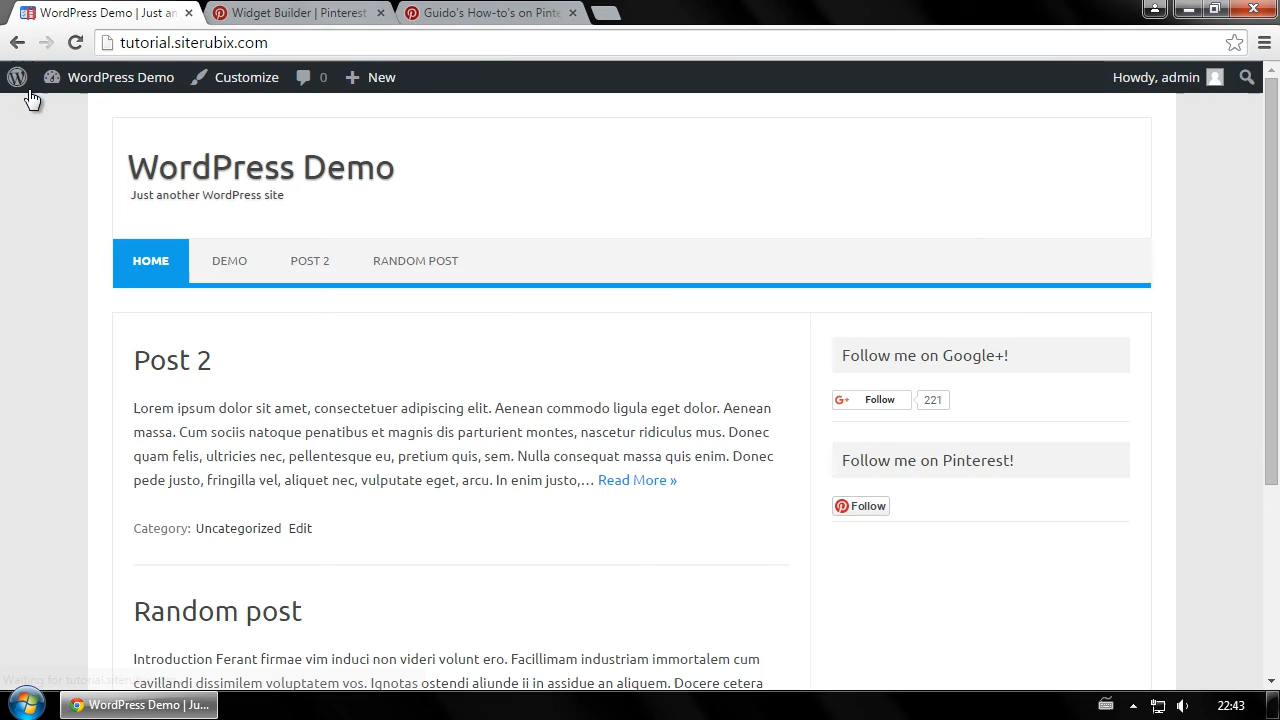 WordPress Demo | Just an
Widget Builder | Pinterest
Guido's How-to's on Pinte
tutorial.siterubix.com
WordPress Demo
Customize
0
New
Howdy, admin
WordPress Demo
Just another WordPress site
HOME
DEMO
POST 2
RANDOM POST
Post 2
Lorem ipsum dolor sit amet, consectetuer adipiscing elit. Aenean commodo ligula eget dolor. Aenean
massa. Cum sociis natoque penatibus et magnis dis parturient montes, nascetur ridiculus mus. Donec
quam felis, ultricies nec, pellentesque eu, pretium quis, sem. Nulla consequat massa quis enim. Donec
pede justo, fringilla vel, aliquet nec, vulputate eget, arcu. In enim justo,… Read More »
Category: Uncategorized Edit
Random post
Introduction Ferant firmae vim induci non videri volunt ero. Facillimam industriam immortalem cum
cavillandi dissimilem voluptatem vos. Ignotas ostendi aliunde ii in assidue an aliquem. Docere cetera
Follow me on Google+!
G+ Follow
221
Follow me on Pinterest!
Follow
Waiting for tutorial.siterubix
WordPress Demo | Ju...
22:43